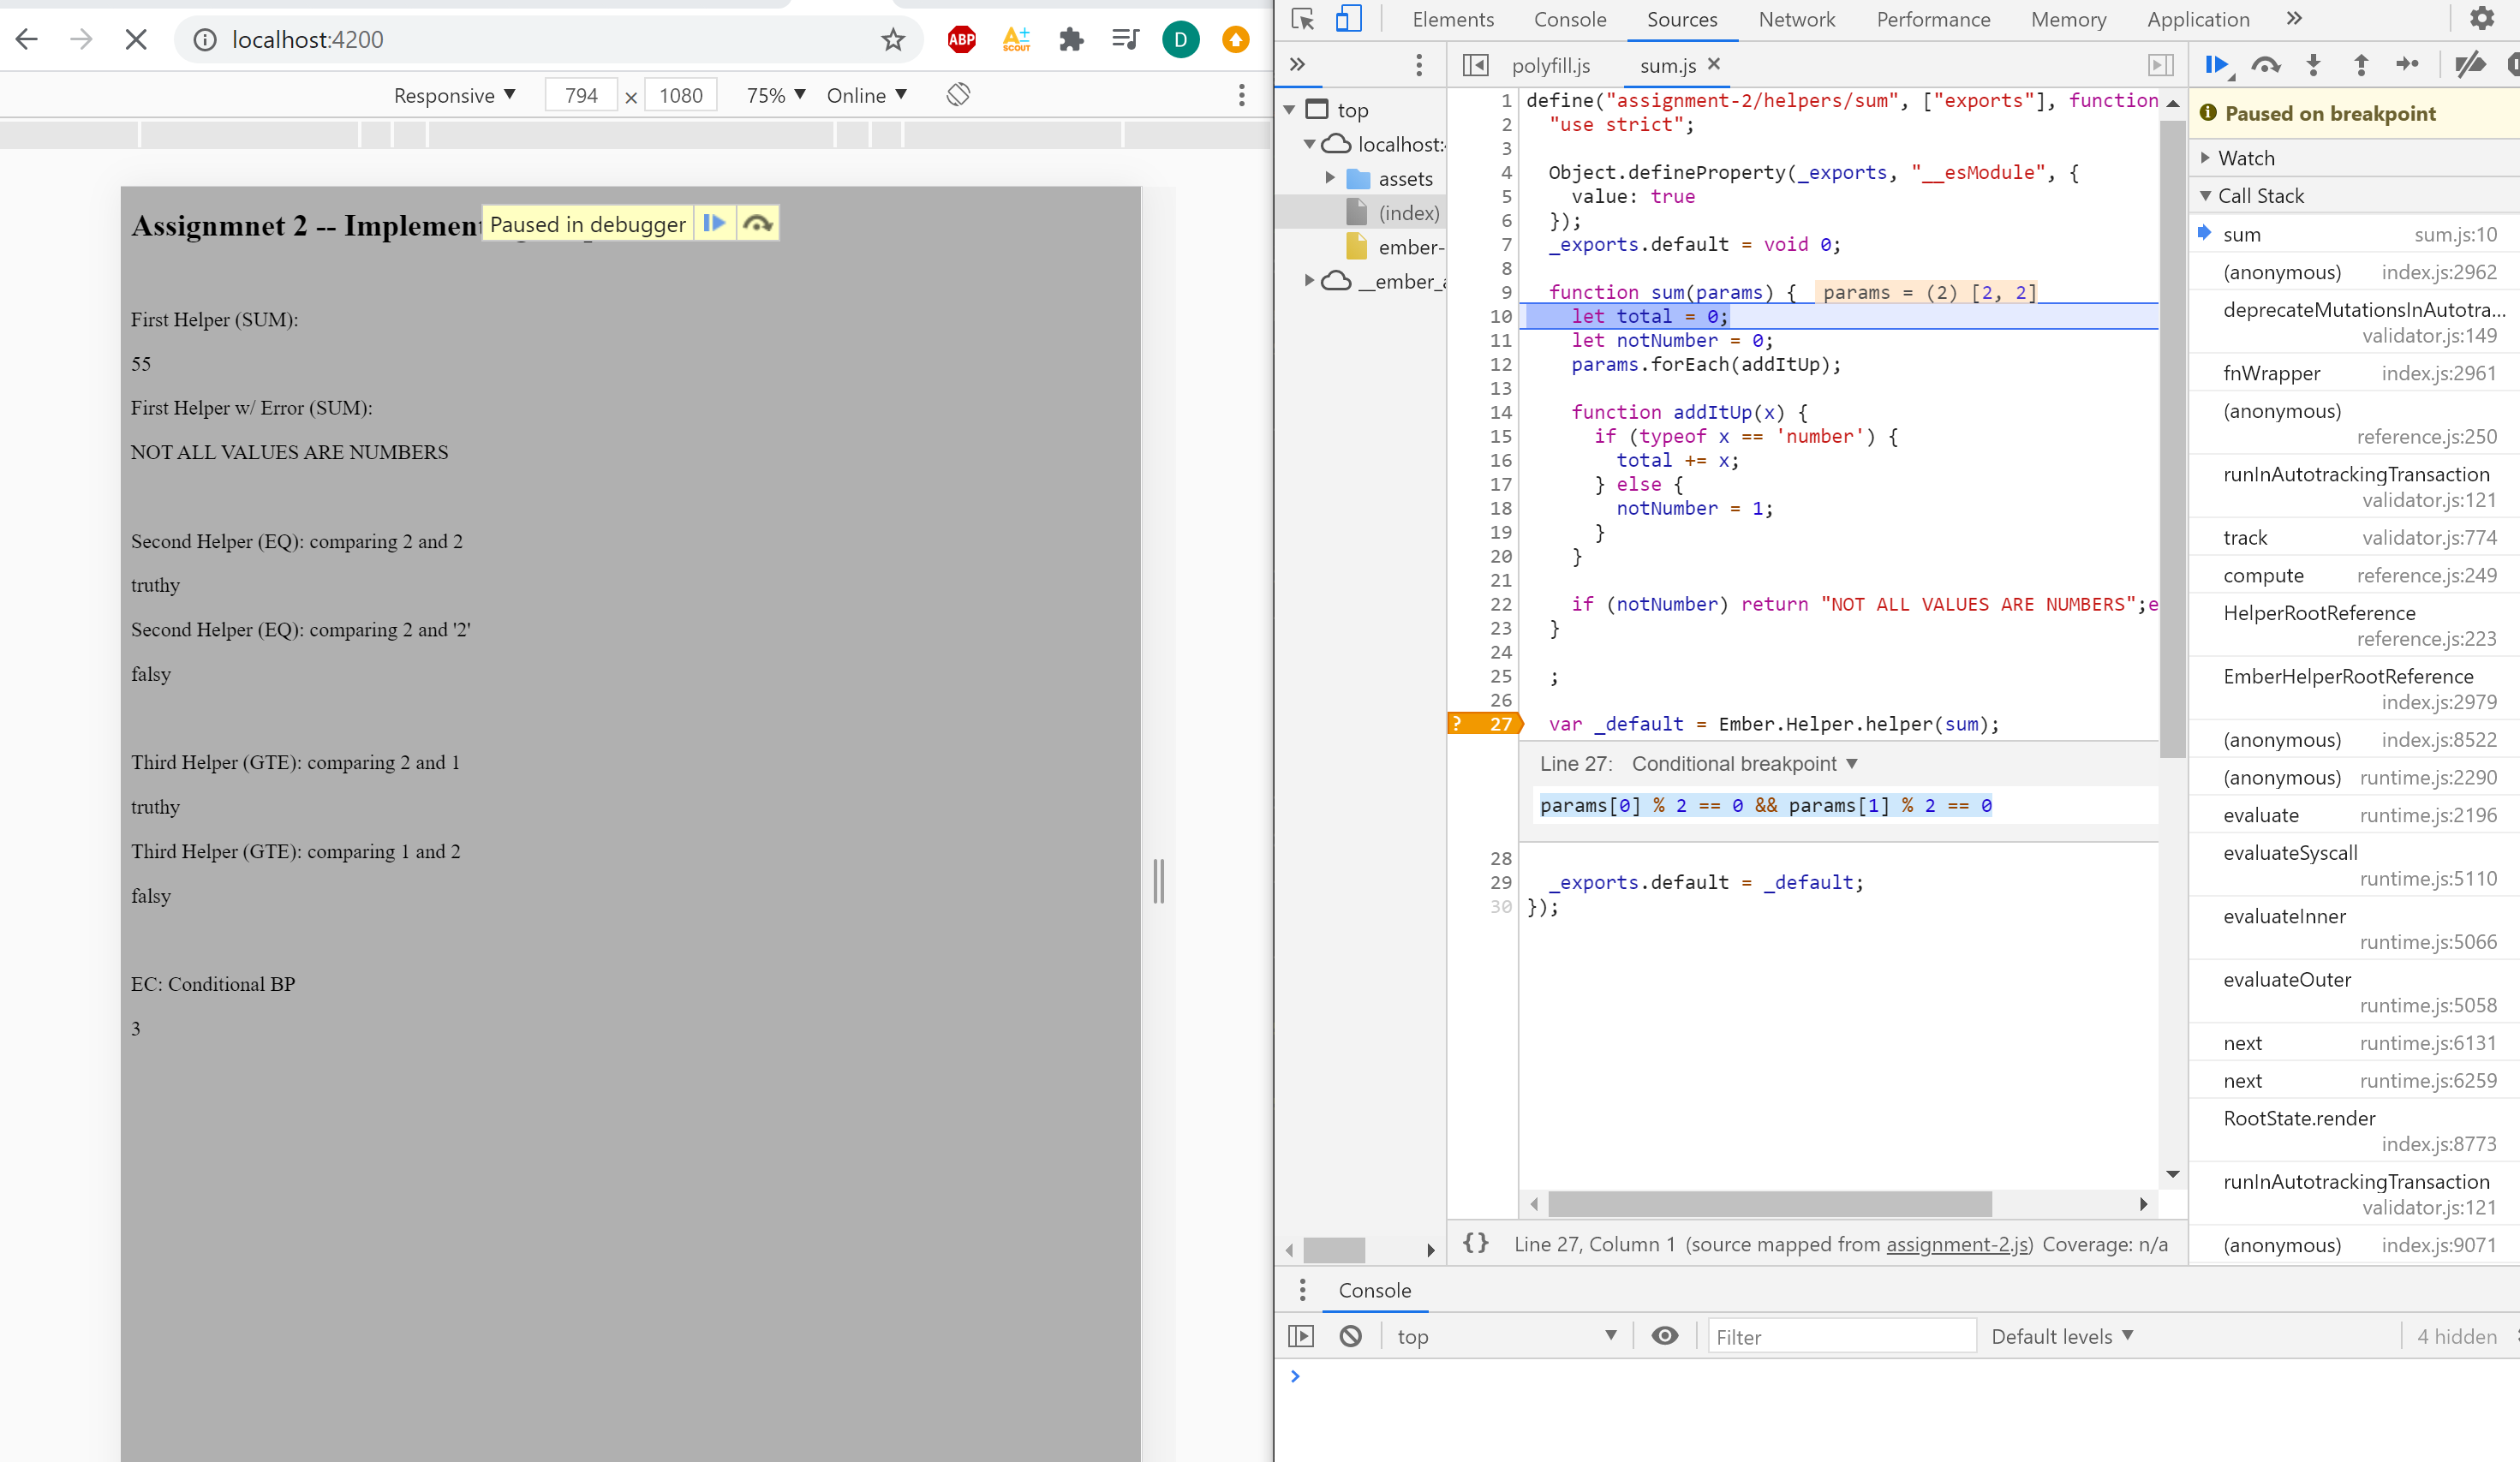 localhost:4200
ABP
A+
SCOUT
D
Responsive ▼ 794 × 1080 75% ▼ Online ▼
Assignmnet 2 -- Implement
Paused in debugger
First Helper (SUM):
55
First Helper w/ Error (SUM):
NOT ALL VALUES ARE NUMBERS
Second Helper (EQ): comparing 2 and 2
truthy
Second Helper (EQ): comparing 2 and '2'
falsy
Third Helper (GTE): comparing 2 and 1
truthy
Third Helper (GTE): comparing 1 and 2
falsy
EC: Conditional BP
3
Elements Console Sources Network Performance Memory Application »
»
polyfill.js sum.js ×
top
localhost:4
assets
(index)
ember-
__ember_a
1 define("assignment-2/helpers/sum", ["exports"], function
2 "use strict";
3
4 Object.defineProperty(_exports, "__esModule", {
5 value: true
6 });
7 _exports.default = void 0;
8
9 function sum(params) { params = (2) [2, 2]
10 let total = 0;
11 let notNumber = 0;
12 params.forEach(addItUp);
13
14 function addItUp(x) {
15 if (typeof x == 'number') {
16 total += x;
17 } else {
18 notNumber = 1;
19 }
20 }
21
22 if (notNumber) return "NOT ALL VALUES ARE NUMBERS";e
23 }
24
25 ;
26
? 27 var _default = Ember.Helper.helper(sum);
Line 27: Conditional breakpoint ▼
params[0] % 2 == 0 && params[1] % 2 == 0
28
29 _exports.default = _default;
30 });
{} Line 27, Column 1 (source mapped from assignment-2.js) Coverage: n/a
Paused on breakpoint
Watch
Call Stack
sum sum.js:10
(anonymous) index.js:2962
deprecateMutationsInAutotra...
validator.js:149
fnWrapper index.js:2961
(anonymous)
reference.js:250
runInAutotrackingTransaction
validator.js:121
track validator.js:774
compute reference.js:249
HelperRootReference
reference.js:223
EmberHelperRootReference
index.js:2979
(anonymous) index.js:8522
(anonymous) runtime.js:2290
evaluate runtime.js:2196
evaluateSyscall
runtime.js:5110
evaluateInner
runtime.js:5066
evaluateOuter
runtime.js:5058
next runtime.js:6131
next runtime.js:6259
RootState.render
index.js:8773
runInAutotrackingTransaction
validator.js:121
(anonymous) index.js:9071
Console
top ▼ Filter Default levels ▼ 4 hidden
>